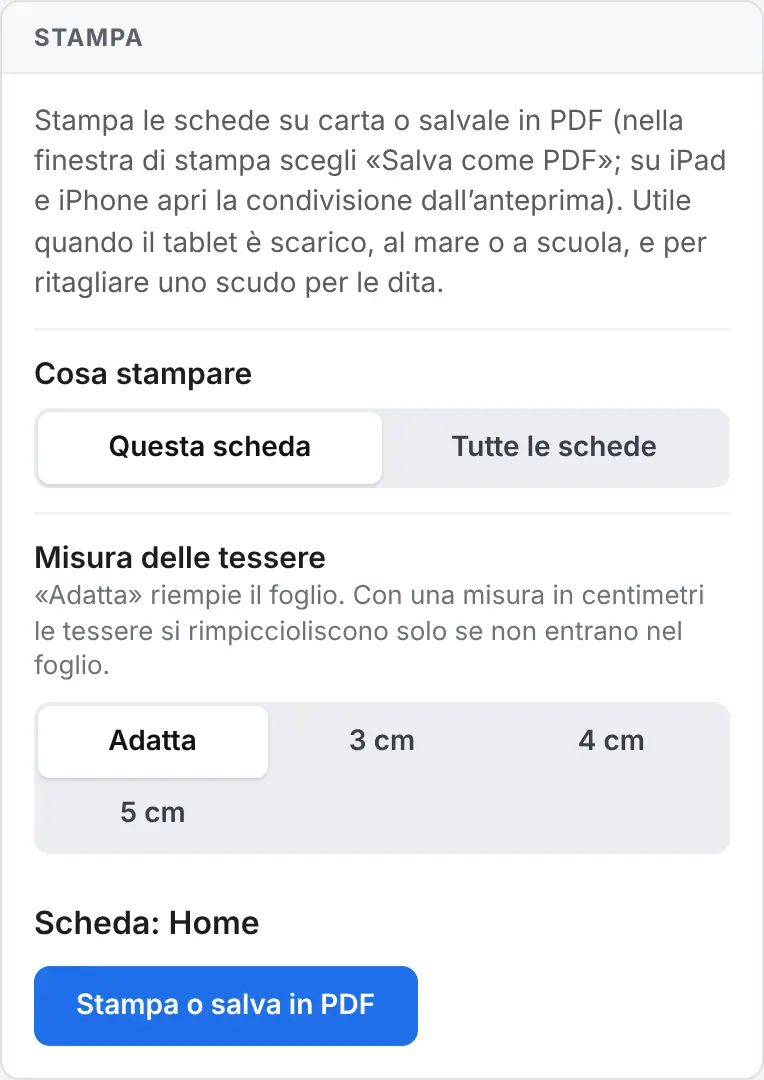 STAMPA
Stampa le schede su carta o salvale in PDF (nella
finestra di stampa scegli «Salva come PDF»; su iPad
e iPhone apri la condivisione dall’anteprima). Utile
quando il tablet è scarico, al mare o a scuola, e per
ritagliare uno scudo per le dita.
Cosa stampare
Questa scheda Tutte le schede
Misura delle tessere
«Adatta» riempie il foglio. Con una misura in centimetri
le tessere si rimpiccioliscono solo se non entrano nel
foglio.
Adatta 3 cm 4 cm
5 cm
Scheda: Home
Stampa o salva in PDF